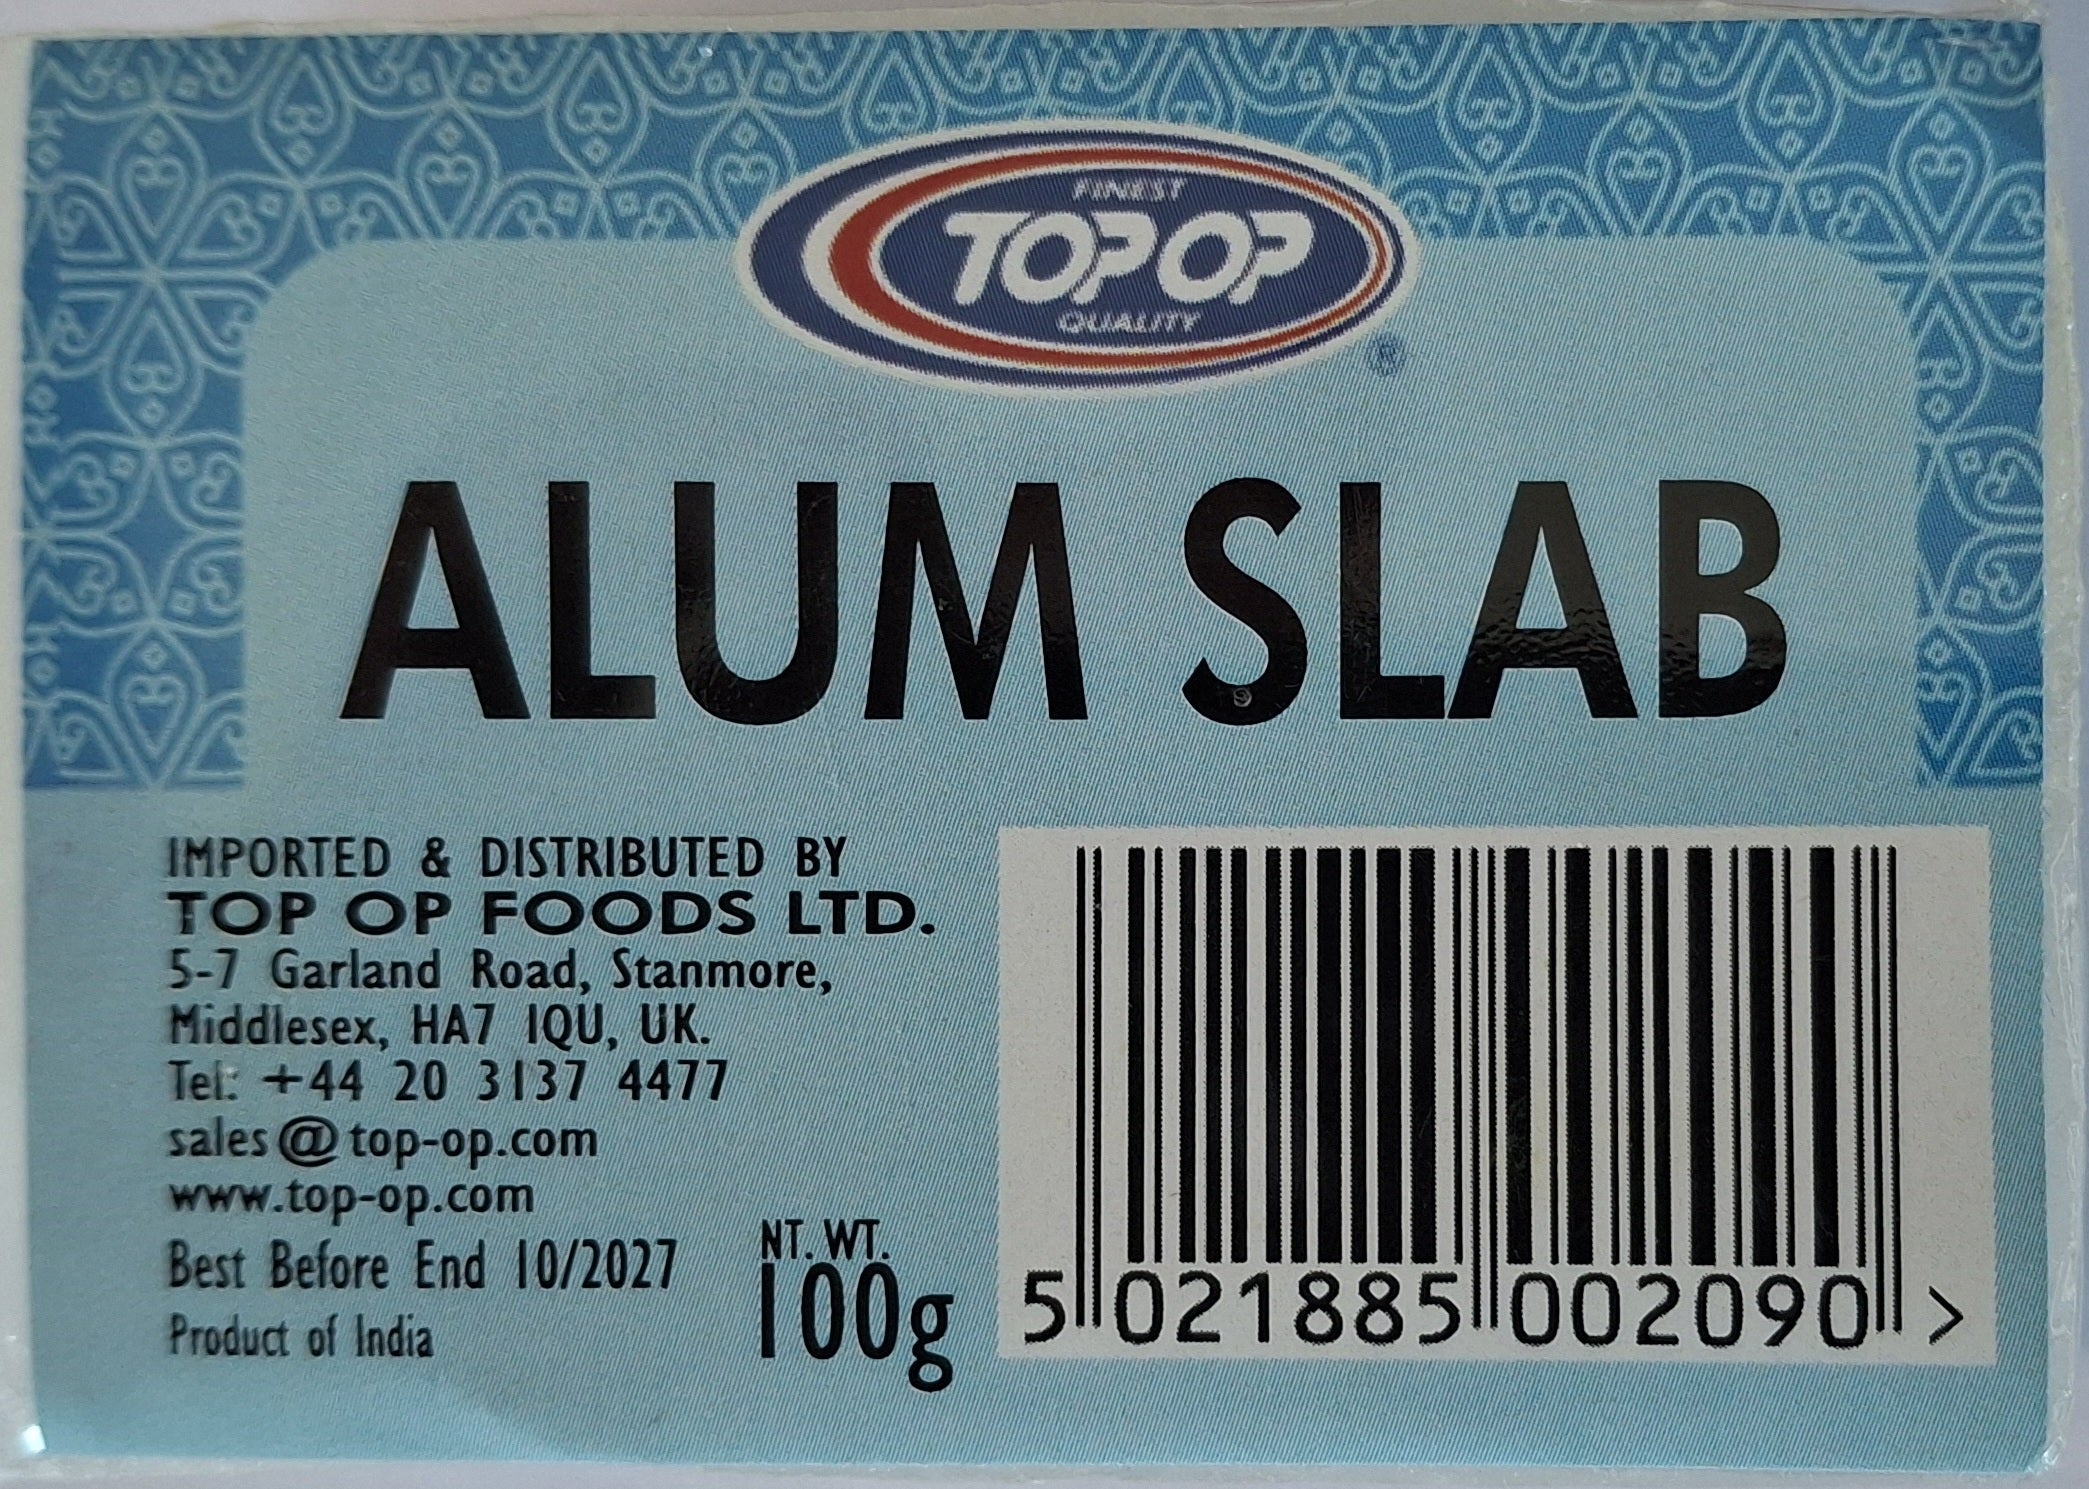 FINEST
TOP OP
QUALITY
®
ALUM SLAB
IMPORTED & DISTRIBUTED BY
TOP OP FOODS LTD.
5-7 Garland Road, Stanmore,
Middlesex, HA7 1QU, UK.
Tel: +44 20 3137 4477
sales@top-op.com
www.top-op.com
Best Before End 10/2027
Product of India
NT. WT.
100g
5 021885 002090 >